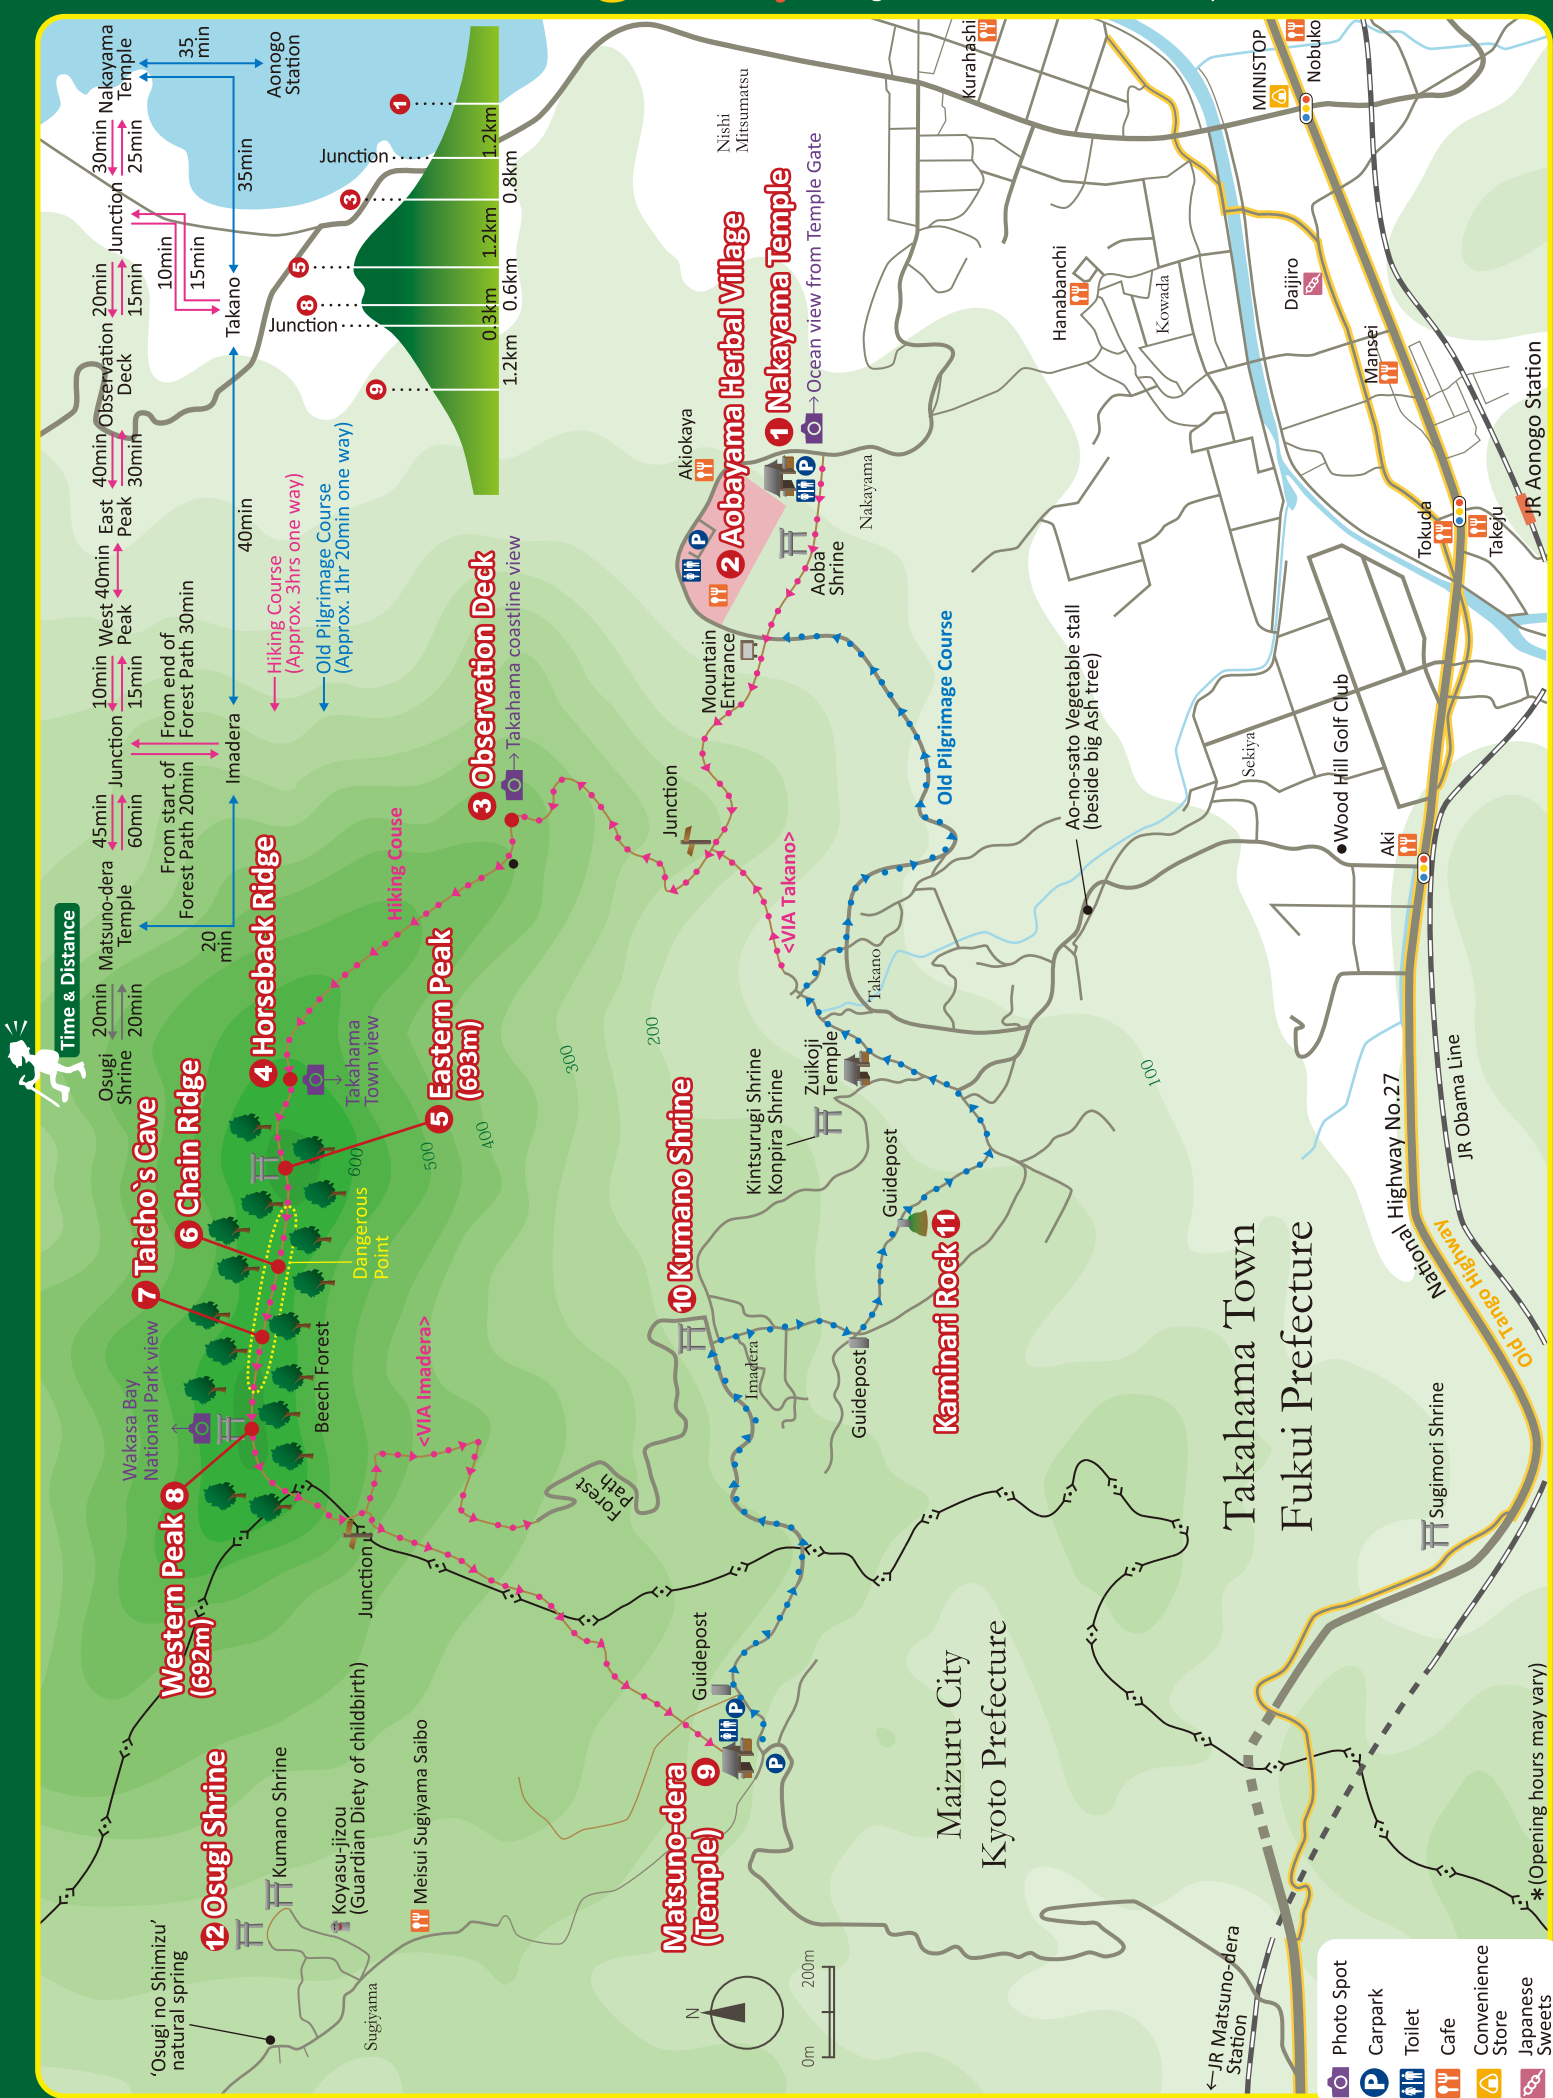 Time & Distance
Osugi
Shrine
20min
20min
Matsuno-dera
Temple
45min
60min
Junction
10min
15min
West
Peak
40min
East
Peak
40min
30min
Observation
Deck
20min
15min
Junction
30min
25min
Nakayama
Temple
35
min
Aonogo
Station
From start of
Forest Path 20min
From end of
Forest Path 30min
10min
15min
20
min
Imadera
40min
Takano
35min
Hiking Course
(Approx. 3hrs one way)
Old Pilgrimage Course
(Approx. 1hr 20min one way)
9
Junction
8
5
3
Junction
1
1.2km
0.3km
0.6km
1.2km
0.8km
1.2km
'Osugi no Shimizu'
natural spring
12 Osugi Shrine
Kumano Shrine
Koyasu-jizou
(Guardian Diety of childbirth)
Meisui Sugiyama Saibo
Sugiyama
Western Peak 8
(692m)
Wakasa Bay
National Park view
7 Taicho`s Cave
6 Chain Ridge
4 Horseback Ridge
5 Eastern Peak
(693m)
Takahama
Town view
Dangerous
Point
Beech Forest
Junction
<VIA Imadera>
Forest
Path
Hiking Couse
3 Observation Deck
Takahama coastline view
600
500
400
300
200
100
Junction
Mountain
Entrance
<VIA Takano>
Akiokaya
2 Aobayama Herbal Village
1 Nakayama Temple
Ocean view from Temple Gate
Aoba
Shrine
Nakayama
Nishi
Mitsumatsu
Kurahashi
MINISTOP
Nobuko
Hanabanchi
Kowada
Daijiro
Mansei
Tokuda
Takeju
JR Aonogo Station
Old Pilgrimage Course
Ao-no-sato Vegetable stall
(beside big Ash tree)
Sekiya
Wood Hill Golf Club
Aki
Takano
Zuikoji
Temple
Kintsurugi Shrine
Konpira Shrine
10 Kumano Shrine
Imadera
Guidepost
Guidepost
Kaminari Rock 11
Guidepost
Matsuno-dera 9
(Temple)
Maizuru City
Kyoto Prefecture
Takahama Town
Fukui Prefecture
National Highway No.27
JR Obama Line
Old Tango Highway
Sugimori Shrine
N
0m
200m
←JR Matsuno-dera
Station
Photo Spot
P Carpark
Toilet
Cafe
Convenience
Store
Japanese
Sweets
*(Opening hours may vary)
P
P
P
P